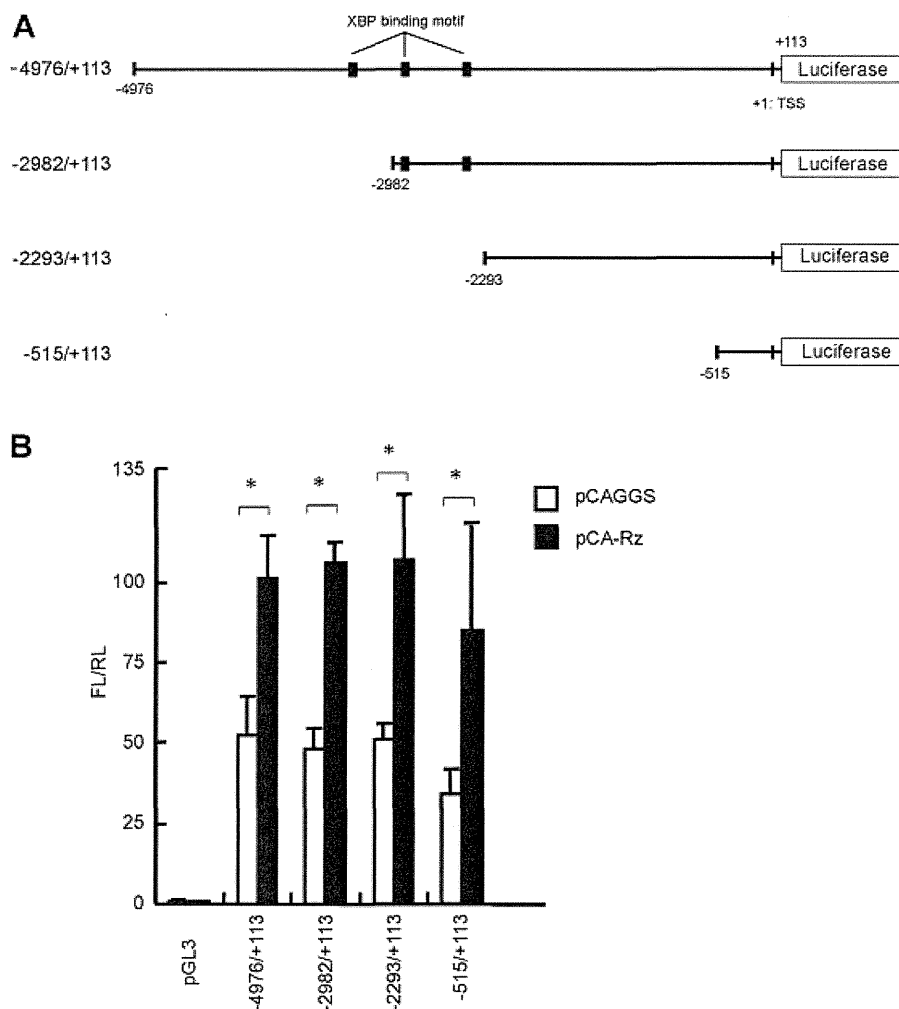 A
XBP binding motif
+113
-4976/+113
Luciferase
-4976
+1: TSS
-2982/+113
Luciferase
-2982
-2293/+113
Luciferase
-2293
-515/+113
Luciferase
-515
B
135
100
75
50
25
0
FL/RL
* * * *
pCAGGS
pCA-Rz
pGL3
-4976/+113
-2982/+113
-2293/+113
-515/+113